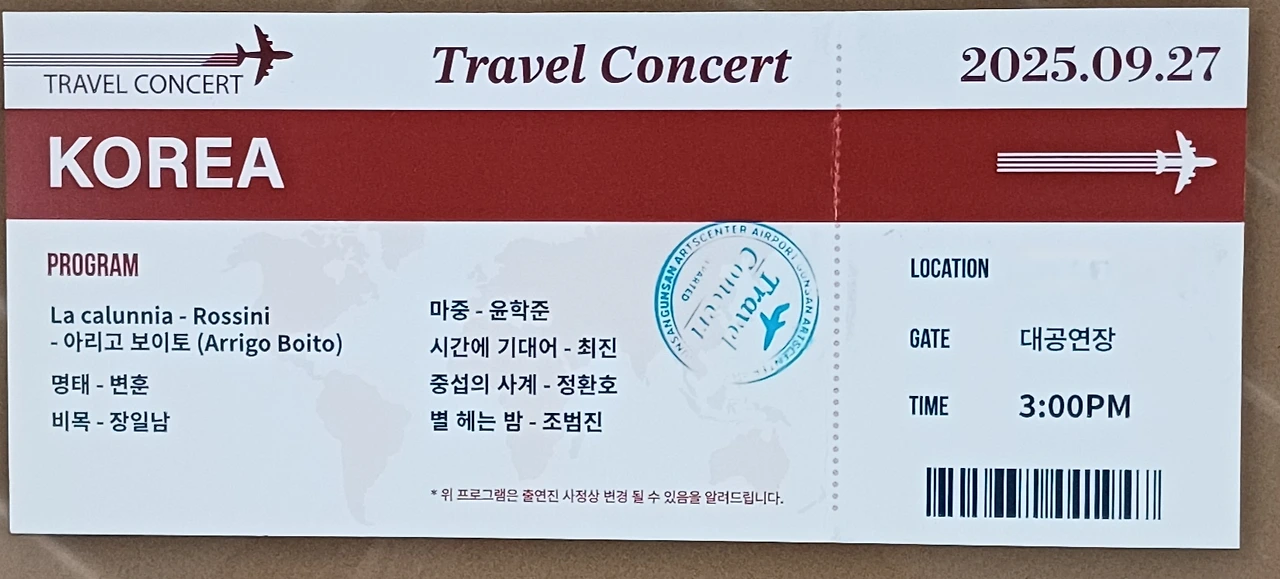 TRAVEL CONCERT
Travel Concert
2025.09.27
KOREA
PROGRAM
La calunnia - Rossini
- 아리고 보이토 (Arrigo Boito)
명태 - 변훈
비목 - 장일남
마중 - 윤학준
시간에 기대어 - 최진
중섭의 사계 - 정환호
별 헤는 밤 - 조범진
* 위 프로그램은 출연진 사정상 변경 될 수 있음을 알려드립니다.
GUNSAN ARTSCENTER AIRPORT
Travel
Concert
LOCATION
GATE 대공연장
TIME 3:00PM